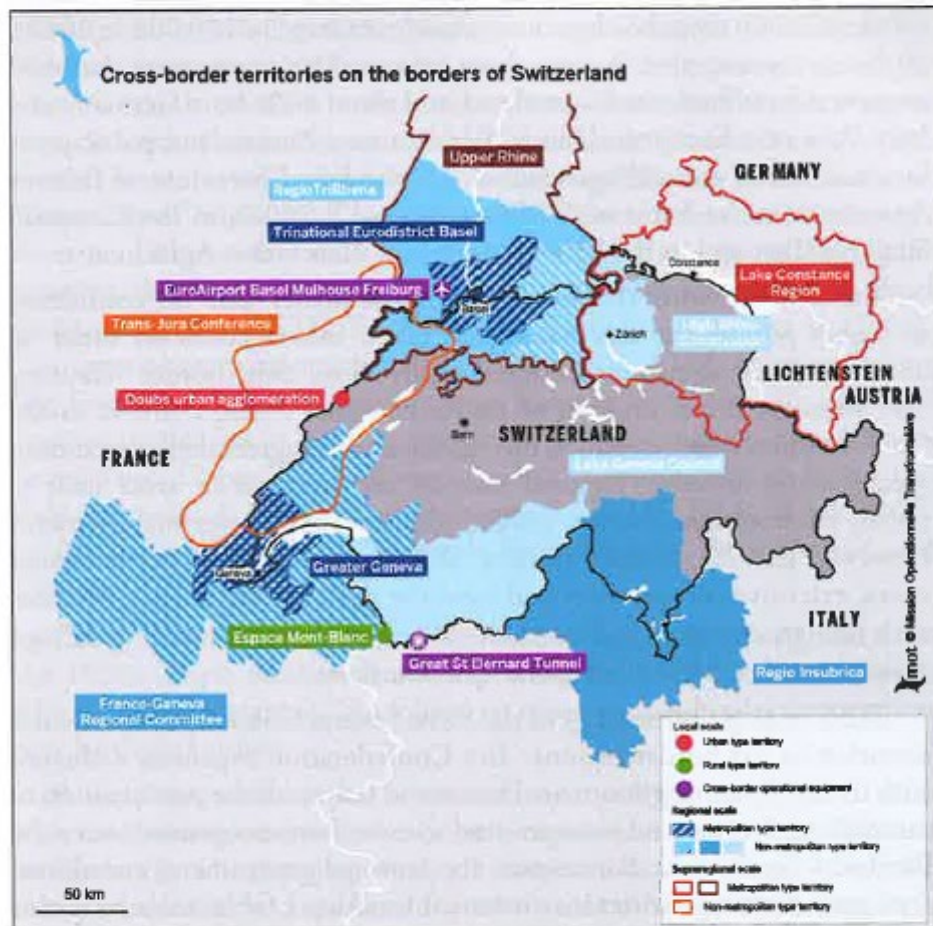 Cross-border territories on the borders of Switzerland
Upper Rhine
GERMANY
RegioTriRhena
Trinational Eurodistrict Basel
Constance
Lake Constance
Region
EuroAirport Basel Mulhouse Freiburg
Basel
Trans-Jura Conference
Zürich
LICHTENSTEIN
AUSTRIA
Doubs urban agglomeration
Bern
SWITZERLAND
FRANCE
Geneva
Greater Geneva
ITALY
Espace Mont-Blanc
Great St Bernard Tunnel
Regio Insubrica
Franco-Geneva
Regional Committee
mot Mission Opérationnelle Transfrontalière
Local scale
Urban type territory
Rural type territory
Cross-border operational equipment
Regional scale
Metropolitan type territory
Non-metropolitan type territory
Supraregional scale
Metropolitan type territory
Non-metropolitan type territory
50 km